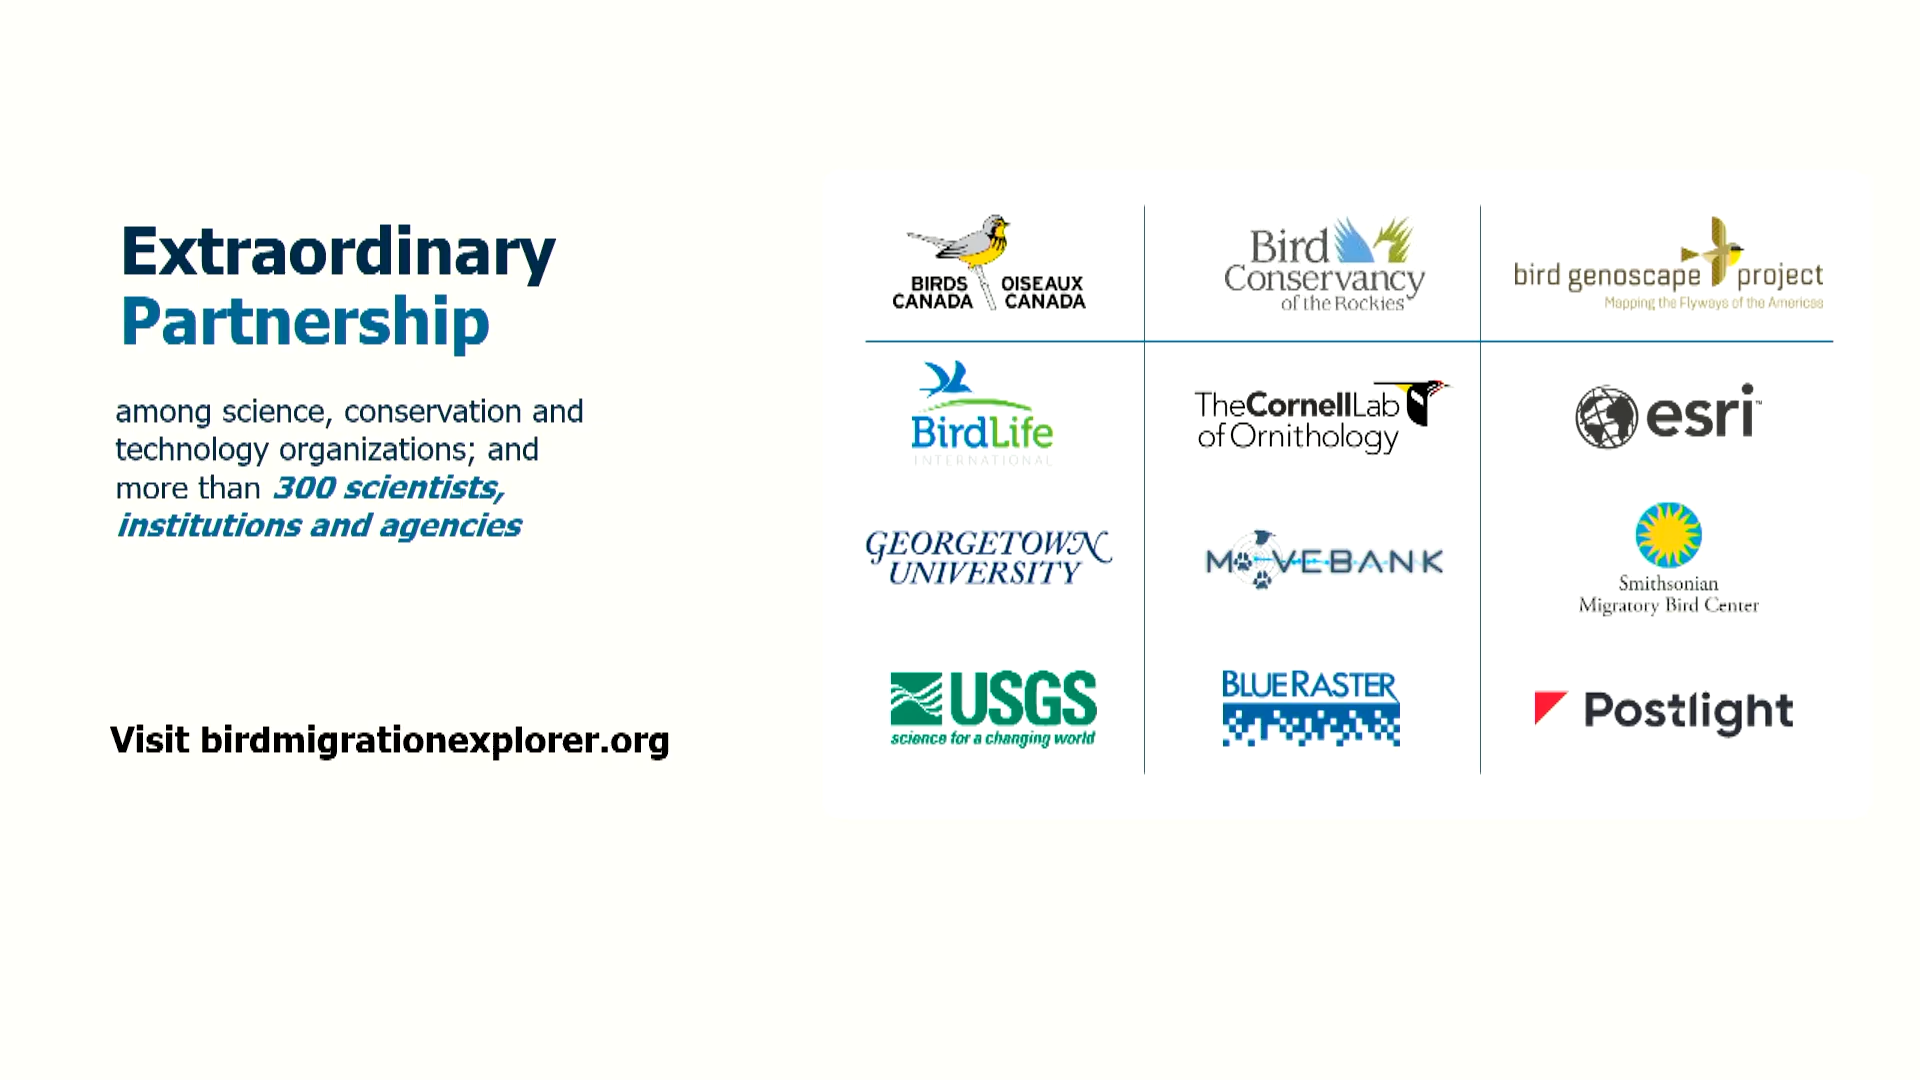 Extraordinary
Partnership
among science, conservation and
technology organizations; and
more than 300 scientists,
institutions and agencies
Visit birdmigrationexplorer.org
BIRDS CANADA
OISEAUX CANADA
Bird
Conservancy
of the Rockies
bird genoscape project
Mapping the Flyways of the Americas
BirdLife
INTERNATIONAL
TheCornellLab
of Ornithology
esri™
GEORGETOWN
UNIVERSITY
MOVEBANK
Smithsonian
Migratory Bird Center
USGS
science for a changing world
BLUERASTER
Postlight